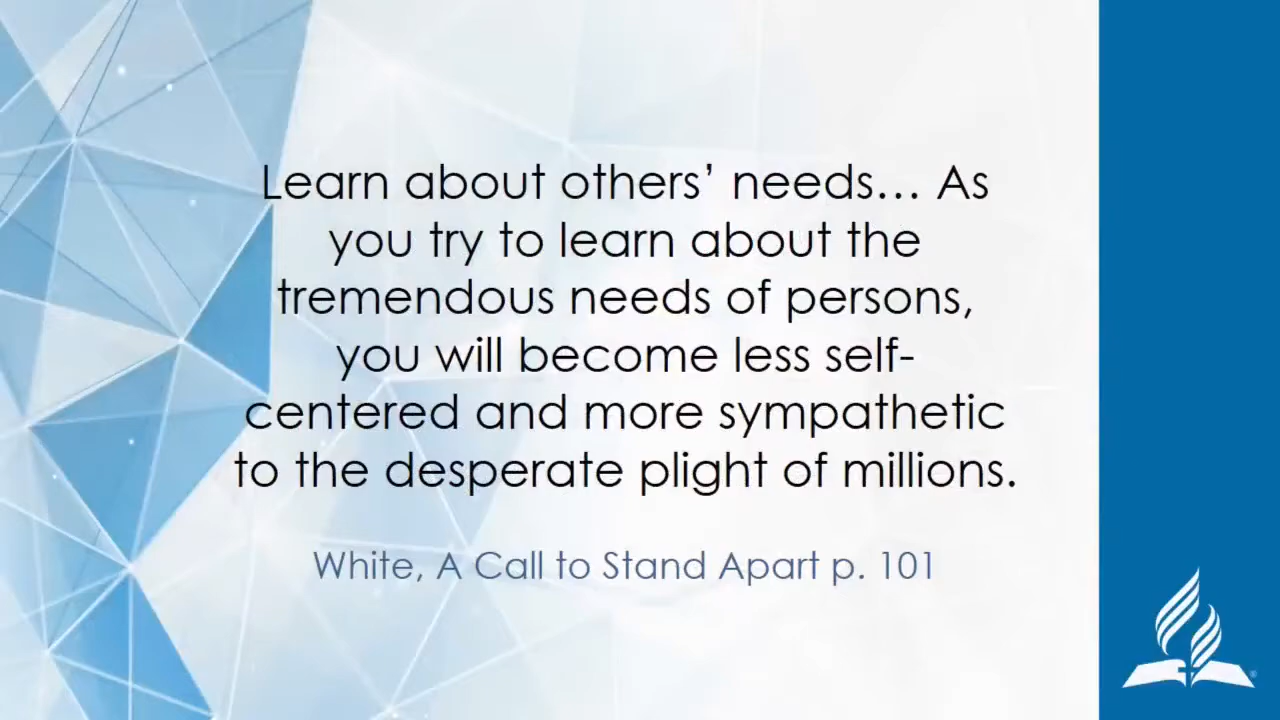 Learn about others’ needs… As
you try to learn about the
tremendous needs of persons,
you will become less self-
centered and more sympathetic
to the desperate plight of millions.
White, A Call to Stand Apart p. 101